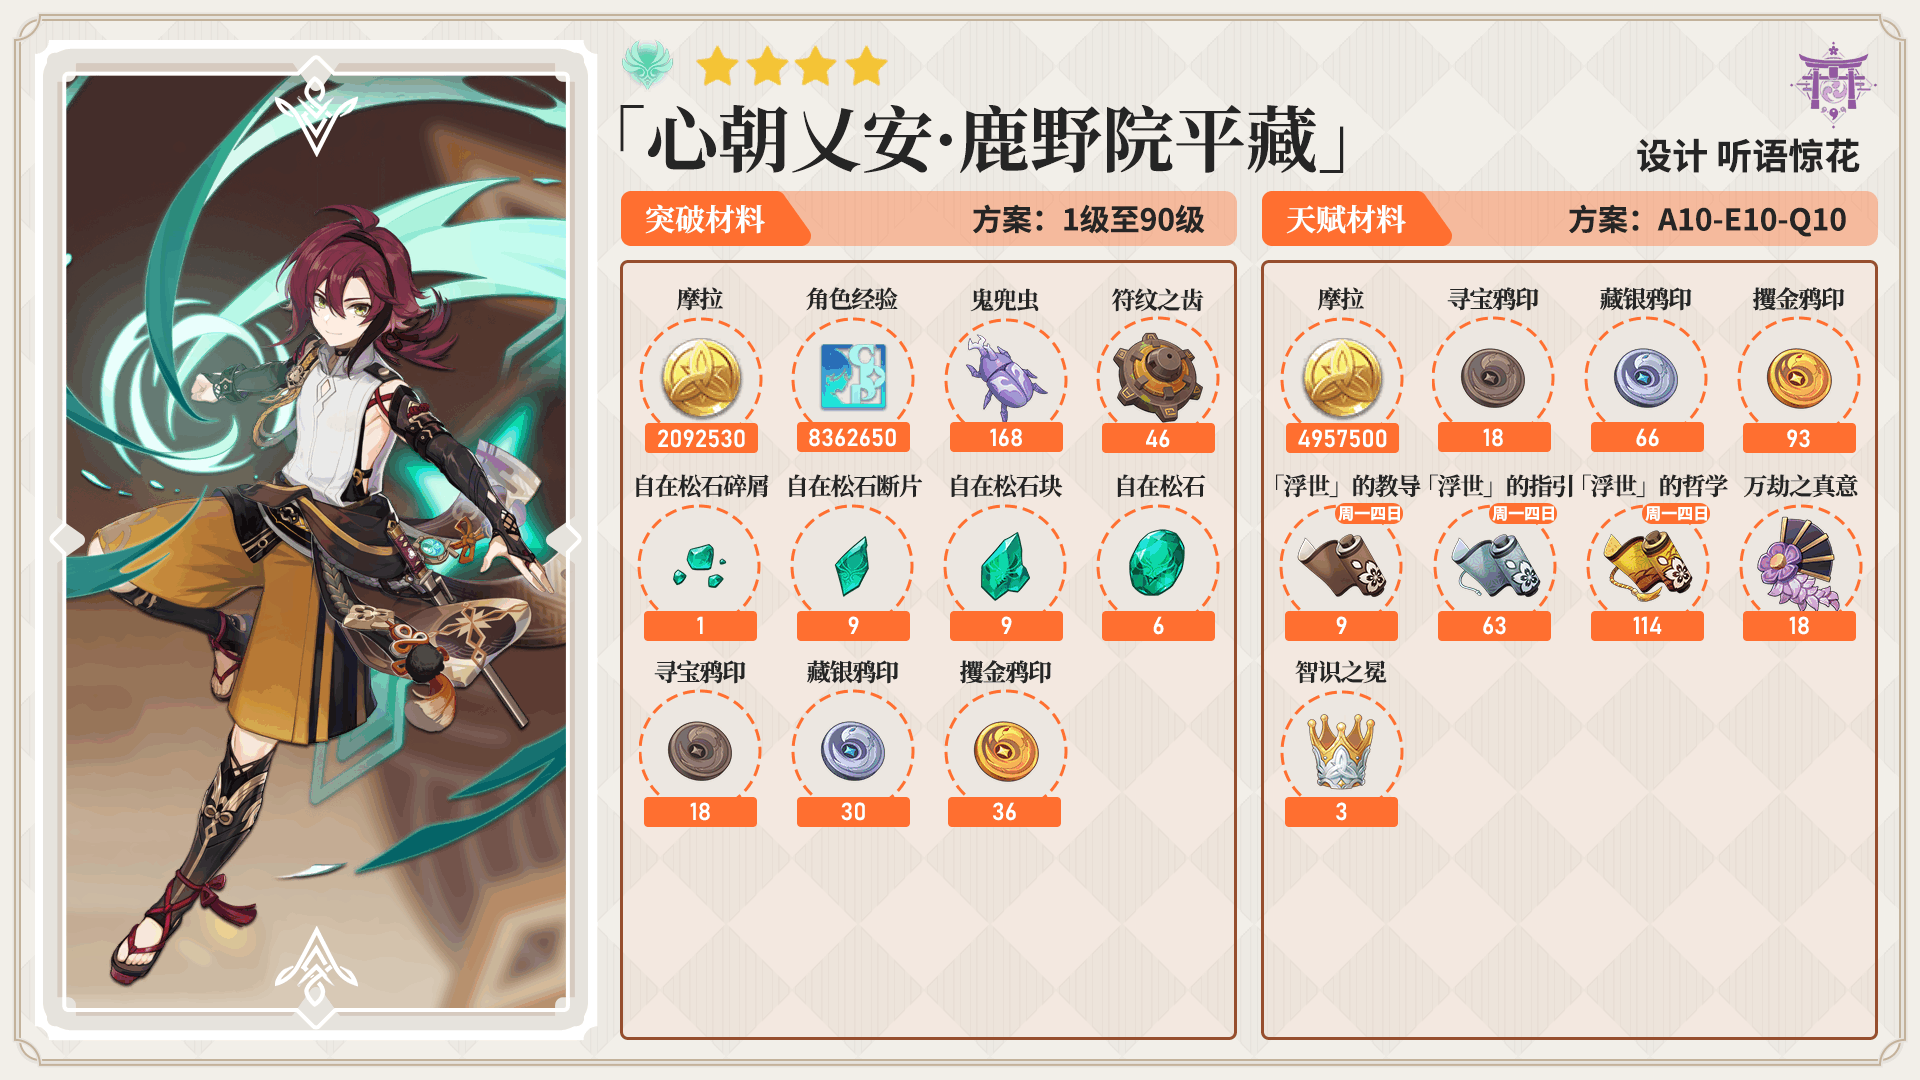 「心朝乂安·鹿野院平藏」
设计 听语惊花
突破材料 方案：1级至90级
摩拉 角色经验 鬼兜虫 符纹之齿
2092530 8362650 168 46
自在松石碎屑 自在松石断片 自在松石块 自在松石
1 9 9 6
寻宝鸦印 藏银鸦印 攫金鸦印
18 30 36
天赋材料 方案：A10-E10-Q10
摩拉 寻宝鸦印 藏银鸦印 攫金鸦印
4957500 18 66 93
「浮世」的教导 「浮世」的指引 「浮世」的哲学 万劫之真意
周一四日 周一四日 周一四日
9 63 114 18
智识之冕
3